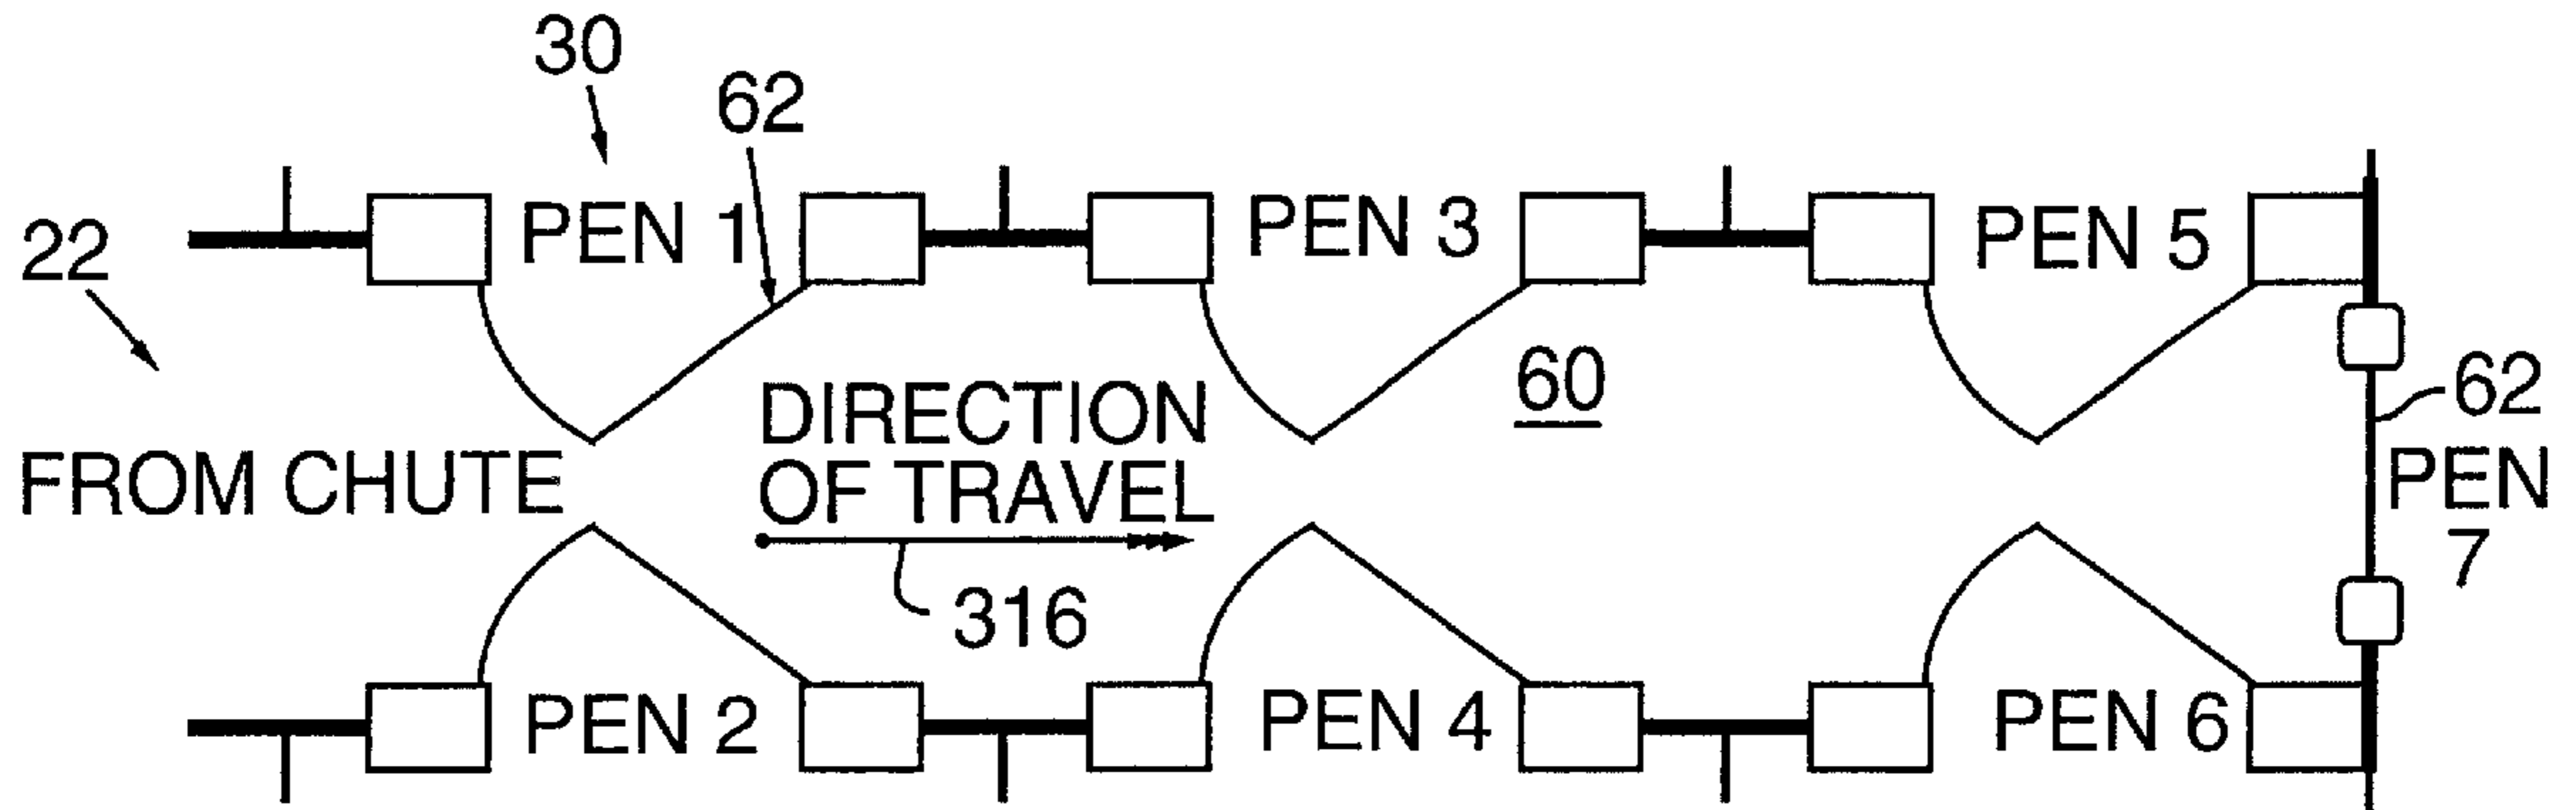 30
62
22
PEN 1
PEN 3
PEN 5
60
62
DIRECTION
OF TRAVEL
FROM CHUTE
PEN
7
316
PEN 2
PEN 4
PEN 6